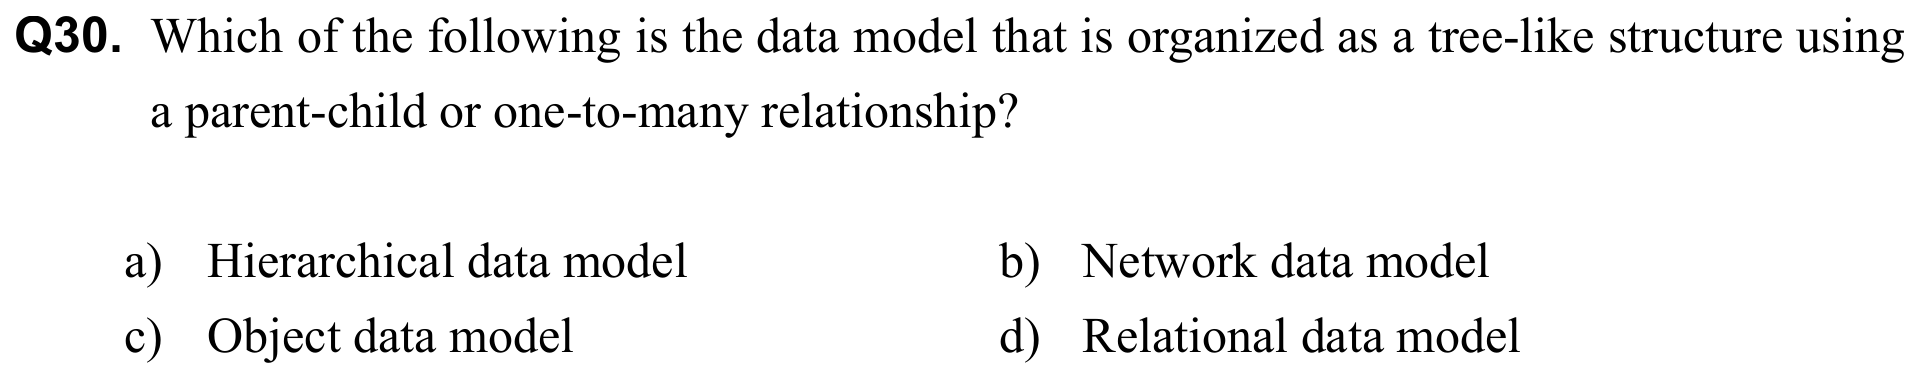 Q30. Which of the following is the data model that is organized as a tree-like structure using
a parent-child or one-to-many relationship?
a) Hierarchical data model b) Network data model
c) Object data model d) Relational data model